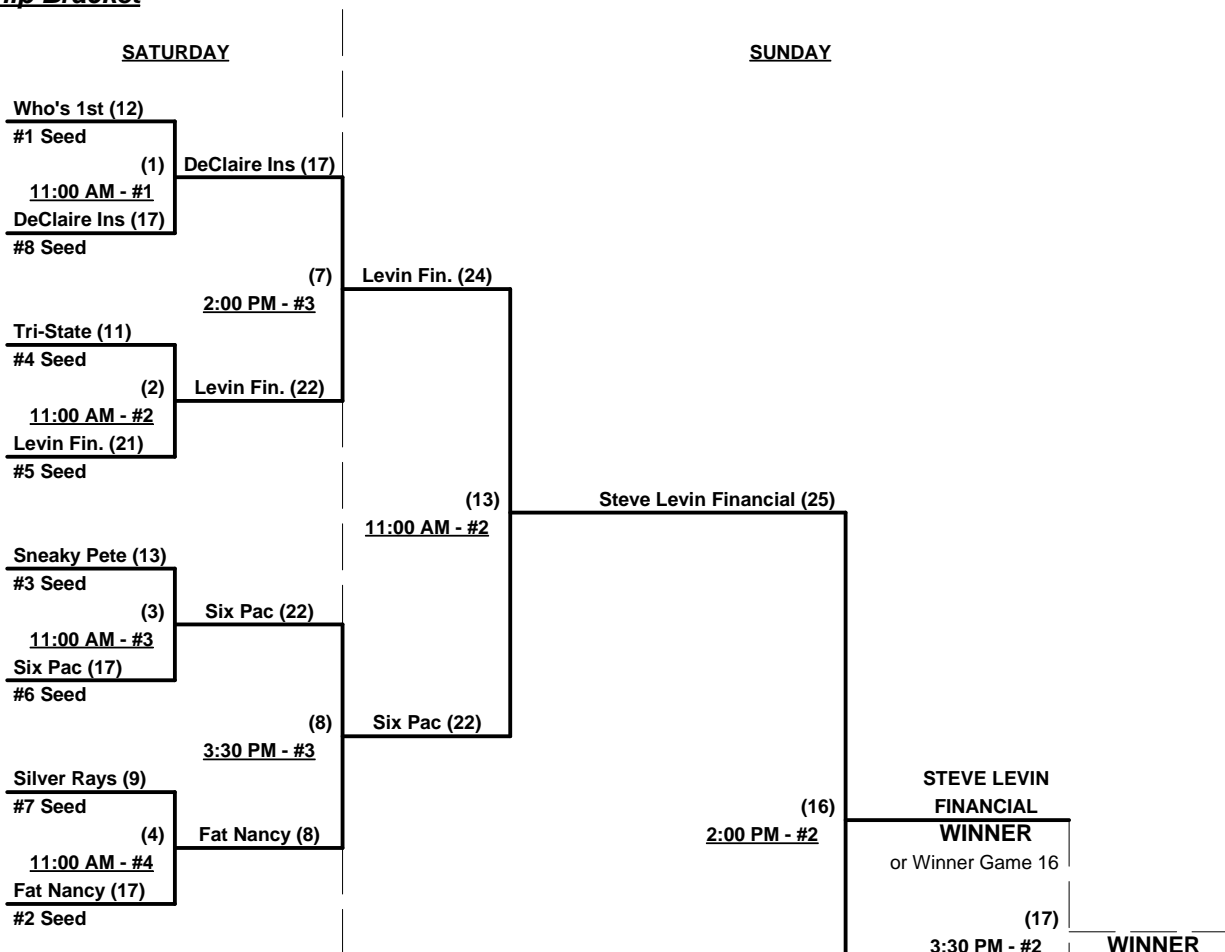 SATURDAY
SUNDAY
Who's 1st (12)
#1 Seed
(1)
DeClaire Ins (17)
11:00 AM - #1
DeClaire Ins (17)
#8 Seed
(7)
Levin Fin. (24)
2:00 PM - #3
Tri-State (11)
#4 Seed
(2)
Levin Fin. (22)
11:00 AM - #2
Levin Fin. (21)
#5 Seed
(13)
Steve Levin Financial (25)
11:00 AM - #2
Sneaky Pete (13)
#3 Seed
(3)
Six Pac (22)
11:00 AM - #3
Six Pac (17)
#6 Seed
(8)
Six Pac (22)
3:30 PM - #3
Silver Rays (9)
#7 Seed
(4)
Fat Nancy (8)
11:00 AM - #4
Fat Nancy (17)
#2 Seed
STEVE LEVIN
FINANCIAL
(16)
2:00 PM - #2
WINNER
or Winner Game 16
(17)
3:30 PM - #2
WINNER